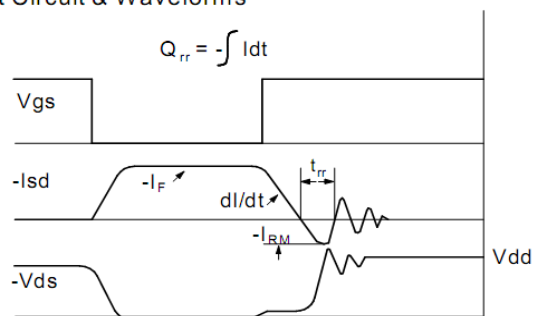 t Circuit & Waveforms
Q rr = -∫ Idt
Vgs
-Isd
-I F
dI/dt
t rr
-I RM
Vdd
-Vds